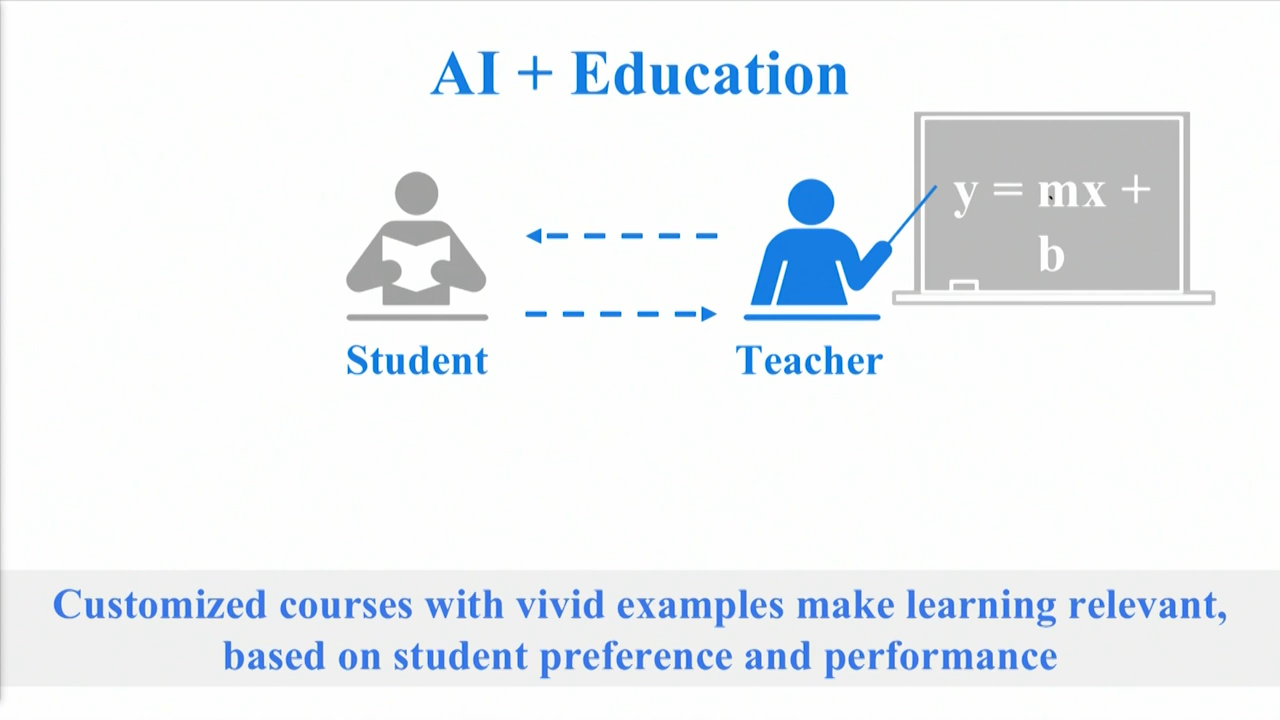 AI + Education
y = mx +
b
Student
Teacher
Customized courses with vivid examples make learning relevant,
based on student preference and performance